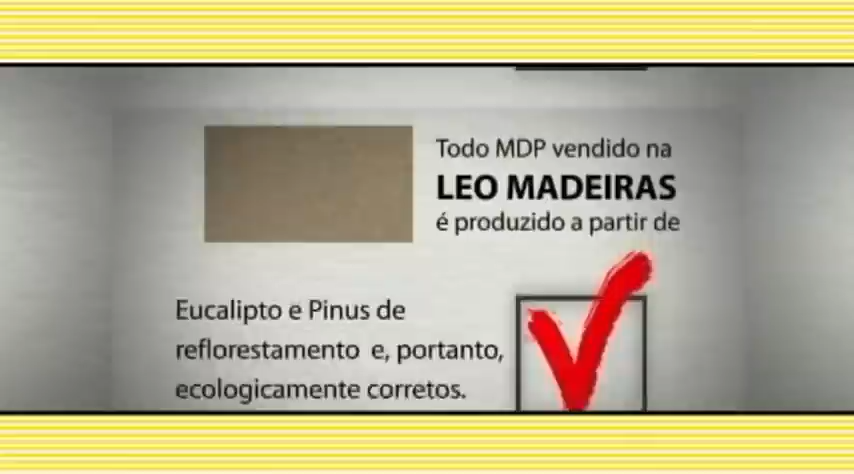 Todo MDP vendido na
LEO MADEIRAS
é produzido a partir de
Eucalipto e Pinus de
reflorestamento e, portanto,
ecologicamente corretos.